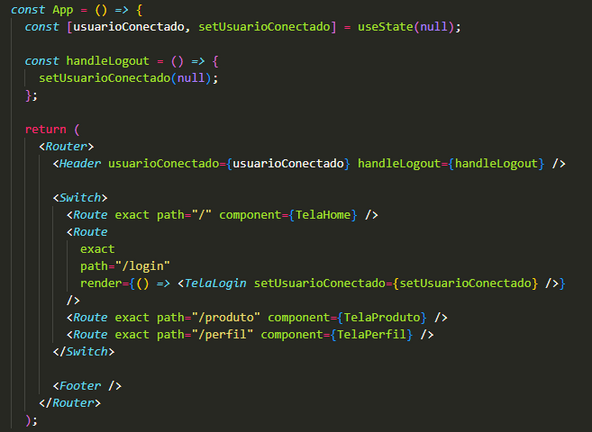 const App = () => {
  const [usuarioConectado, setUsuarioConectado] = useState(null);

  const handleLogout = () => {
    setUsuarioConectado(null);
  };

  return (
    <Router>
      <Header usuarioConectado={usuarioConectado} handleLogout={handleLogout} />

      <Switch>
        <Route exact path="/" component={TelaHome} />
        <Route
          exact
          path="/login"
          render={() => <TelaLogin setUsuarioConectado={setUsuarioConectado} />}
        />
        <Route exact path="/produto" component={TelaProduto} />
        <Route exact path="/perfil" component={TelaPerfil} />
      </Switch>

      <Footer />
    </Router>
  );